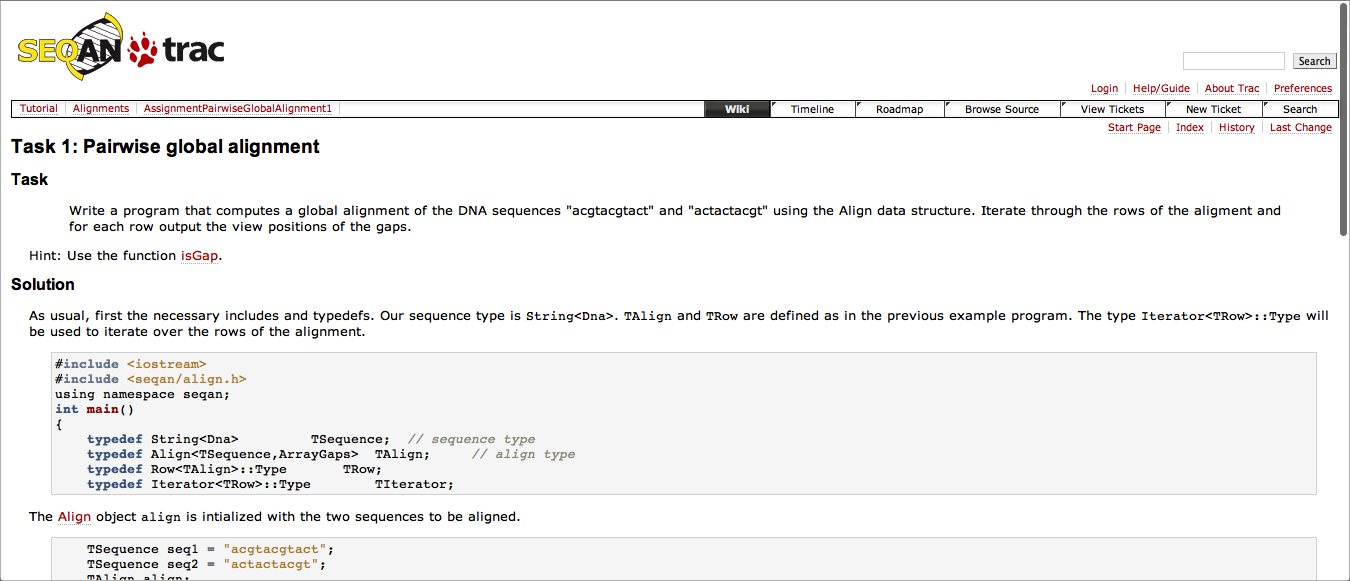 SEQAN trac
Search
Login Help/Guide About Trac Preferences
Tutorial Alignments AssignmentPairwiseGlobalAlignment1 Wiki Timeline Roadmap Browse Source View Tickets New Ticket Search
Start Page Index History Last Change
Task 1: Pairwise global alignment
Task
Write a program that computes a global alignment of the DNA sequences "acgtacgtact" and "actactacgt" using the Align data structure. Iterate through the rows of the aligment and
for each row output the view positions of the gaps.
Hint: Use the function isGap.
Solution
As usual, first the necessary includes and typedefs. Our sequence type is String<Dna>. TAlign and TRow are defined as in the previous example program. The type Iterator<TRow>::Type will
be used to iterate over the rows of the alignment.
#include <iostream>
#include <seqan/align.h>
using namespace seqan;
int main()
{
typedef String<Dna> TSequence; // sequence type
typedef Align<TSequence,ArrayGaps> TAlign; // align type
typedef Row<TAlign>::Type TRow;
typedef Iterator<TRow>::Type TIterator;
The Align object align is intialized with the two sequences to be aligned.
TSequence seq1 = "acgtacgtact";
TSequence seq2 = "actactacgt";
TAlign align;